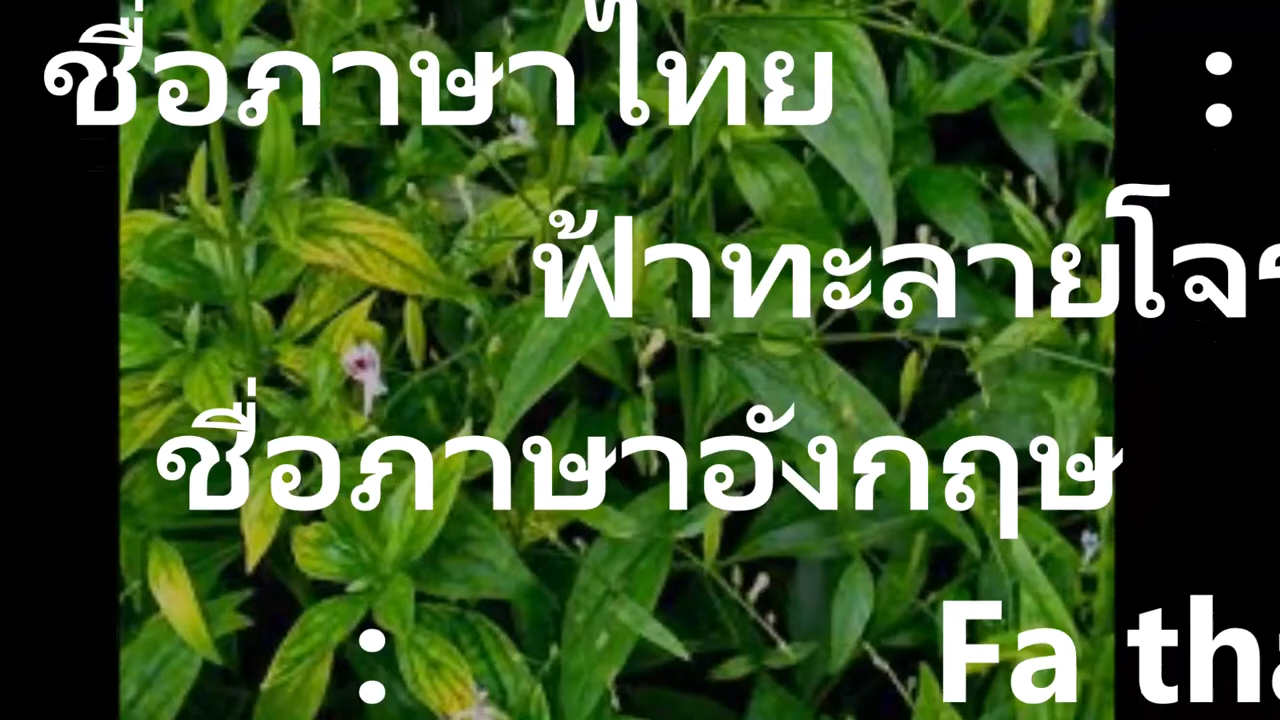 ชื่อภาษาไทย :
ฟ้าทะลายโจ
ชื่อภาษาอังกฤษ
: Fa tha